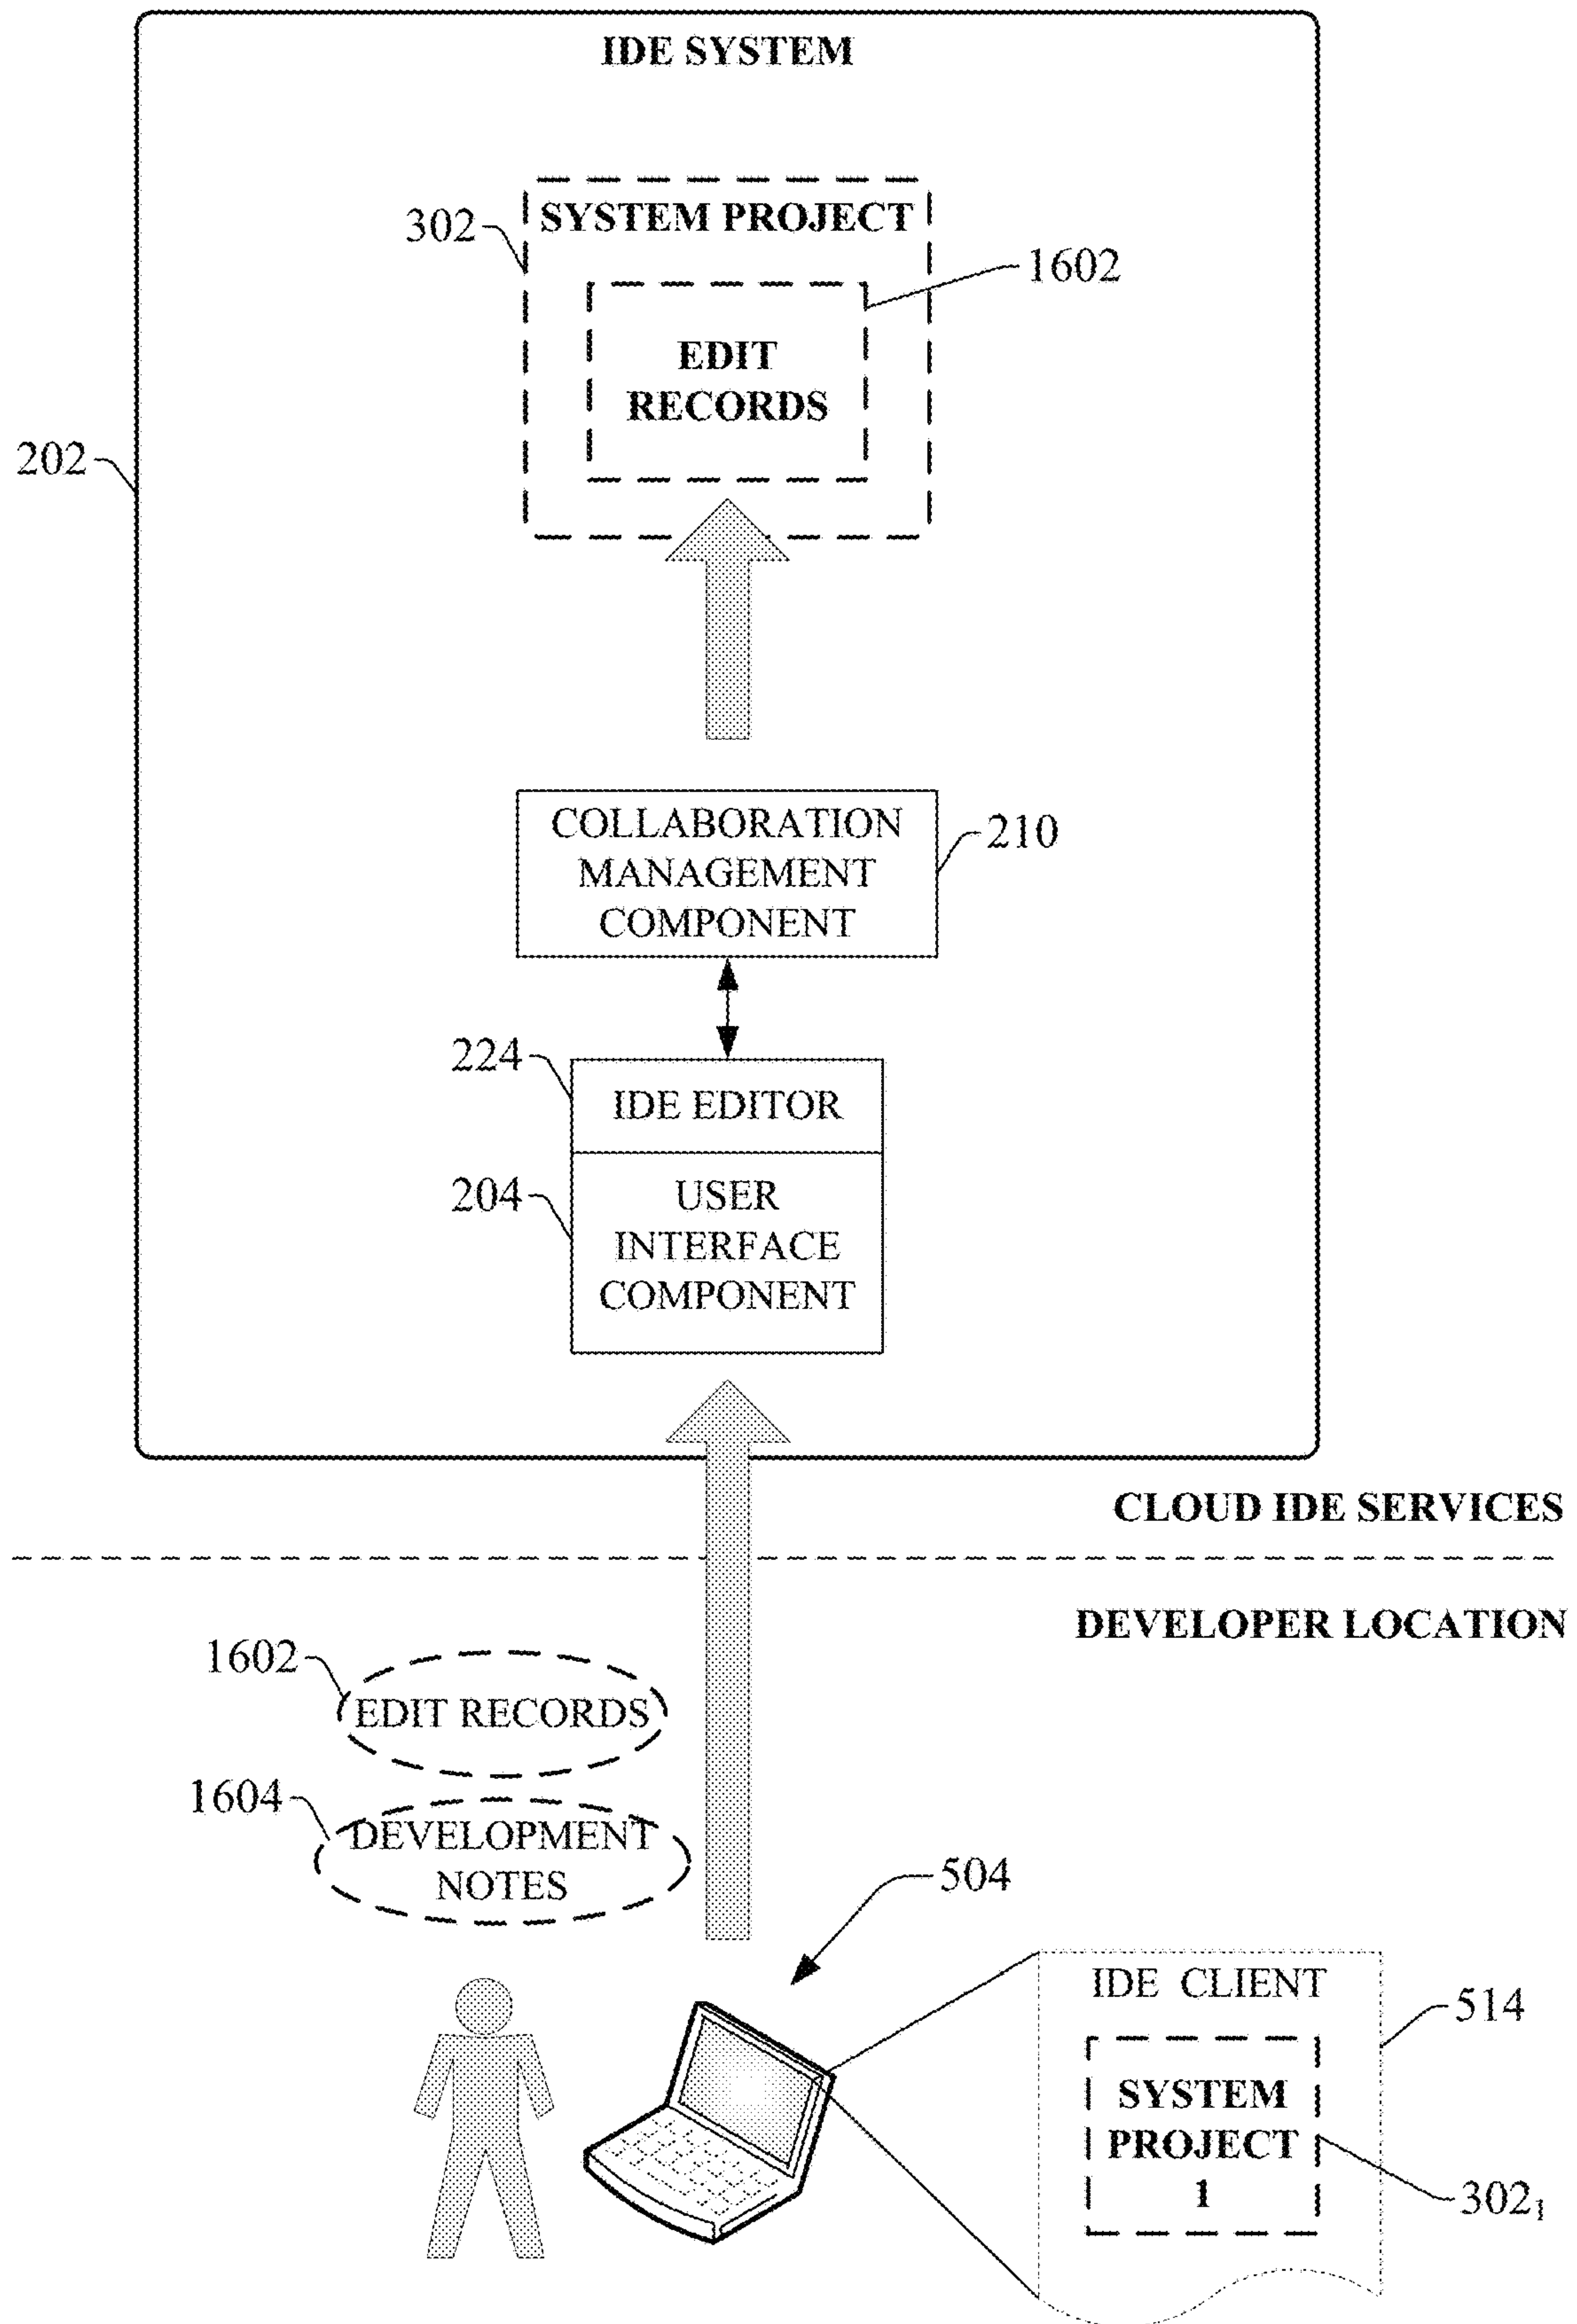 IDE SYSTEM
302
SYSTEM PROJECT
1602
EDIT
RECORDS
202
COLLABORATION
MANAGEMENT
COMPONENT
210
224
IDE EDITOR
204
USER
INTERFACE
COMPONENT
CLOUD IDE SERVICES
DEVELOPER LOCATION
1602
EDIT RECORDS
1604
DEVELOPMENT
NOTES
504
IDE CLIENT
514
SYSTEM
PROJECT
1
302₁